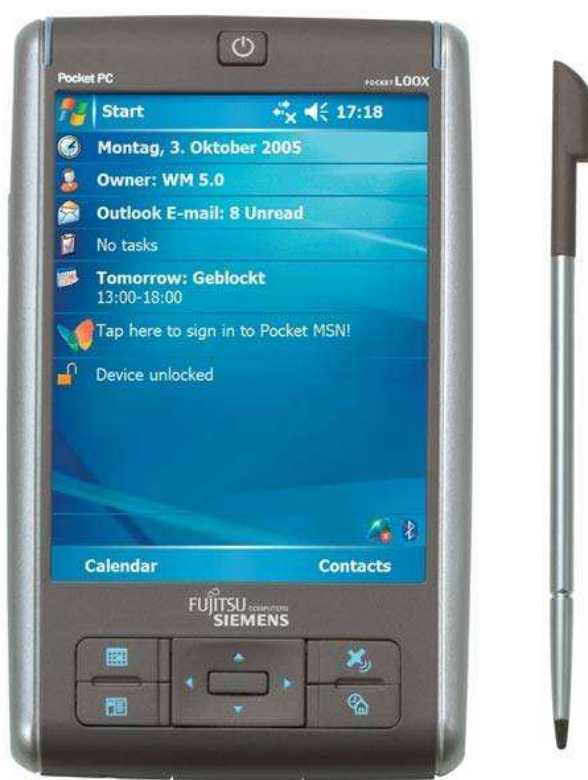 Pocket PC
POCKET LOOX
Start 17:18
Montag, 3. Oktober 2005
Owner: WM 5.0
Outlook E-mail: 8 Unread
No tasks
Tomorrow: Geblockt
13:00-18:00
Tap here to sign in to Pocket MSN!
Device unlocked
Calendar Contacts
FUJITSU COMPUTERS
SIEMENS